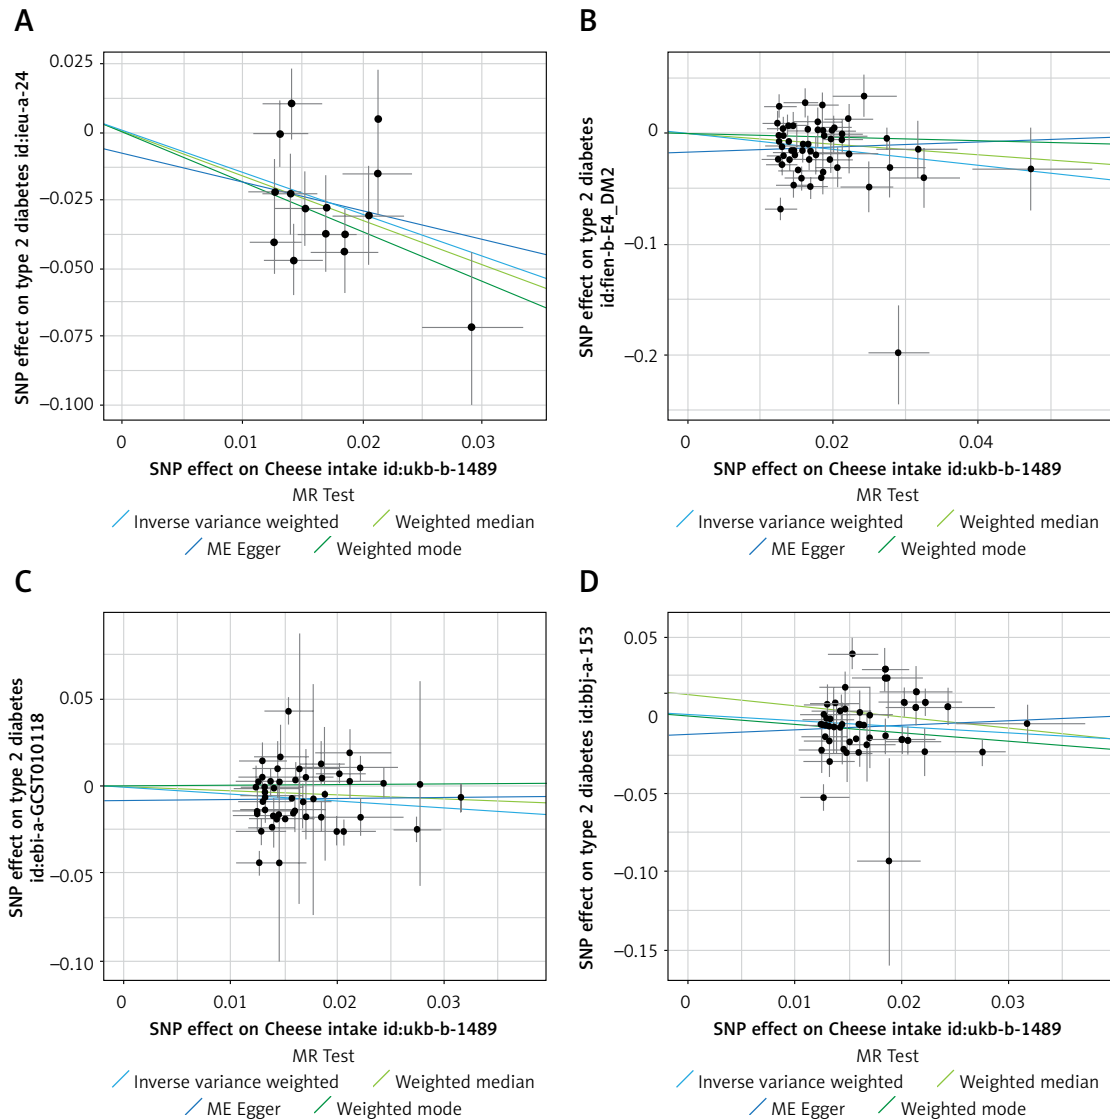 A
SNP effect on type 2 diabetes id:ieu-a-24
0.025
0
−0.025
−0.050
−0.075
−0.100
0 0.01 0.02 0.03
SNP effect on Cheese intake id:ukb-b-1489
MR Test
Inverse variance weighted Weighted median
ME Egger Weighted mode
B
SNP effect on type 2 diabetes
id:fien-b-E4_DM2
0
−0.1
−0.2
0 0.02 0.04
SNP effect on Cheese intake id:ukb-b-1489
MR Test
Inverse variance weighted Weighted median
ME Egger Weighted mode
C
SNP effect on type 2 diabetes
id:ebi-a-GCST010118
0.05
0
−0.05
−0.10
0 0.01 0.02 0.03
SNP effect on Cheese intake id:ukb-b-1489
MR Test
Inverse variance weighted Weighted median
ME Egger Weighted mode
D
SNP effect on type 2 diabetes id:bbj-a-153
0.05
0
−0.05
−0.10
−0.15
0 0.01 0.02 0.03
SNP effect on Cheese intake id:ukb-b-1489
MR Test
Inverse variance weighted Weighted median
ME Egger Weighted mode